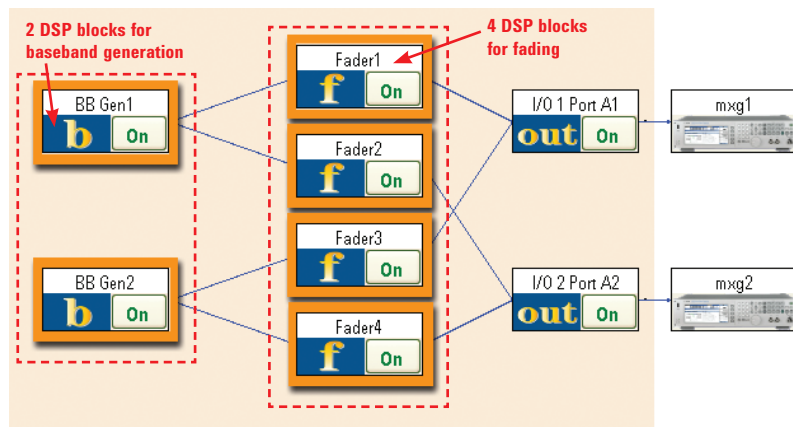 2 DSP blocks for
baseband generation
4 DSP blocks
for fading
BB Gen1
b On
BB Gen2
b On
Fader1
f On
Fader2
f On
Fader3
f On
Fader4
f On
I/O 1 Port A1
out On
I/O 2 Port A2
out On
mxg1
mxg2